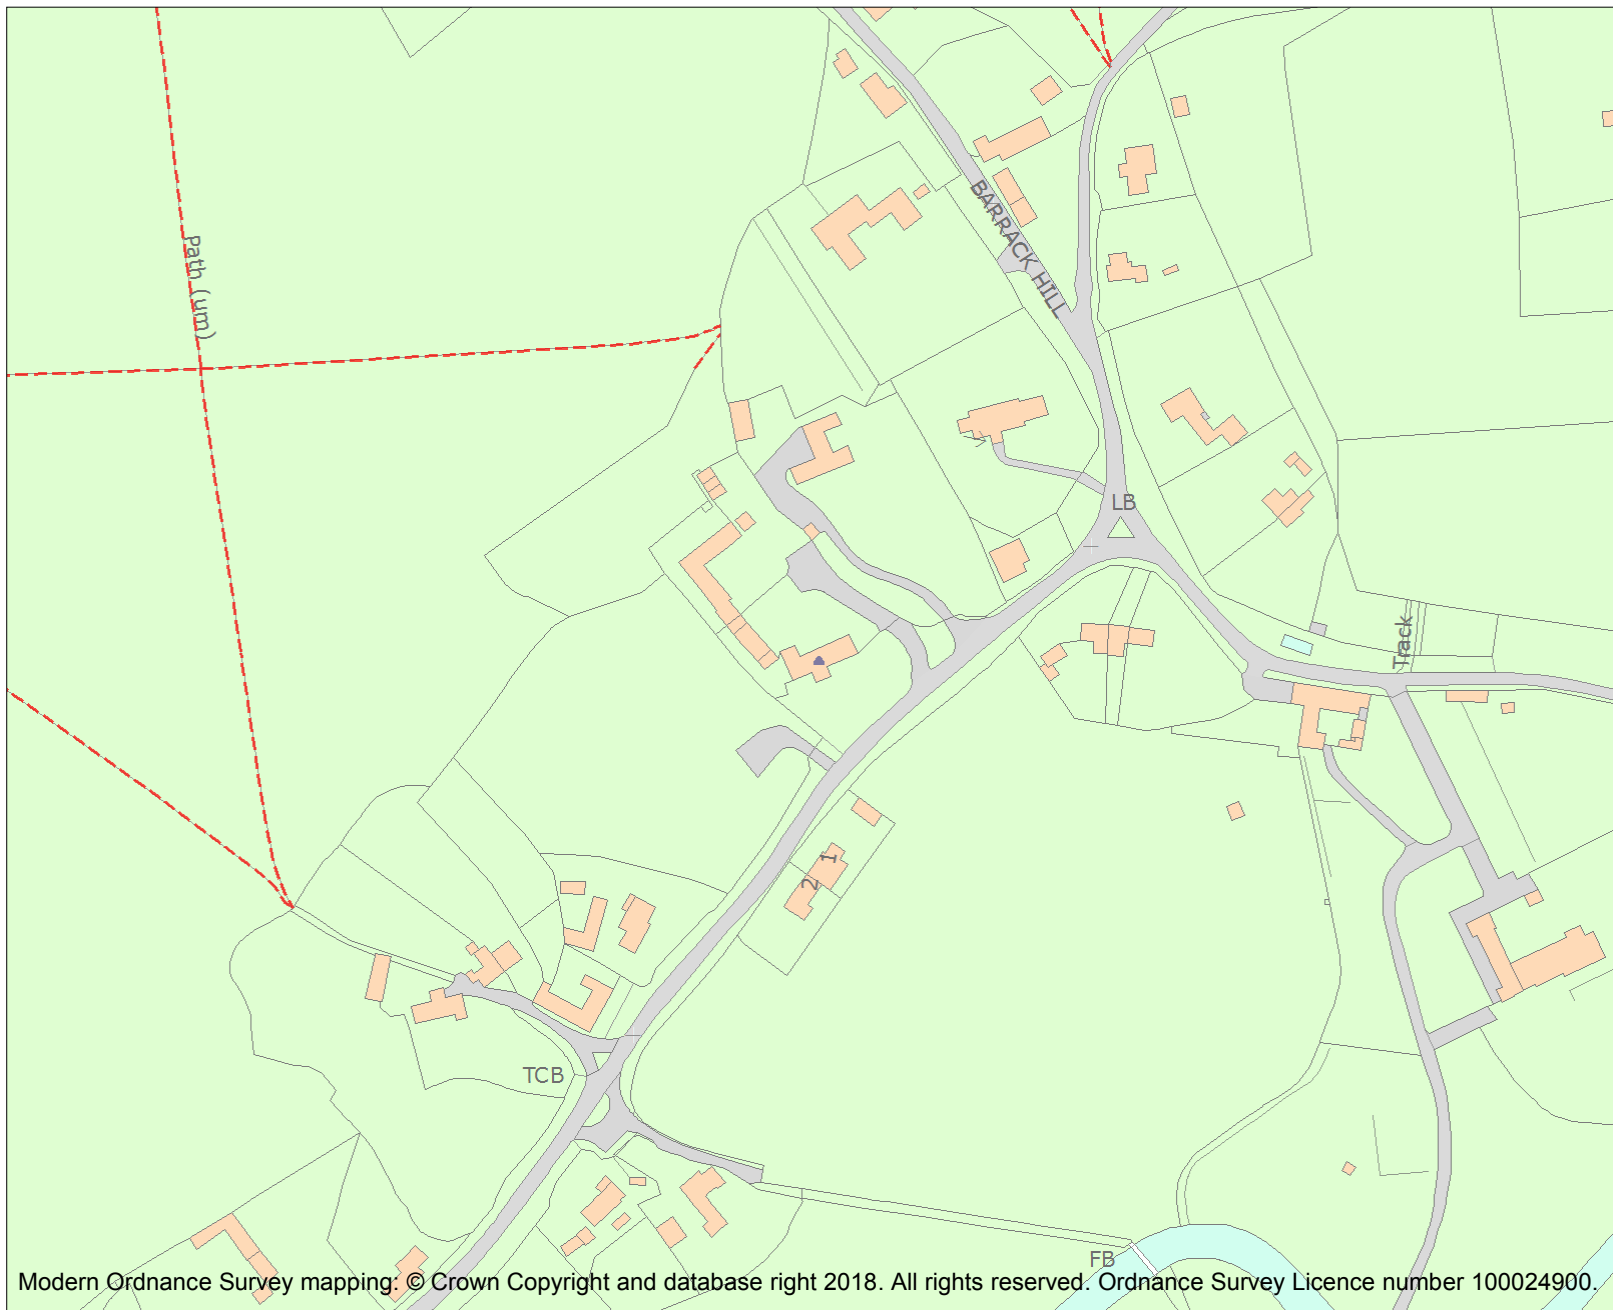 BARRACK HILL
Path (um)
LB
Track
1
2
TCB
FB
Modern Ordnance Survey mapping: © Crown Copyright and database right 2018. All rights reserved. Ordnance Survey Licence number 100024900.